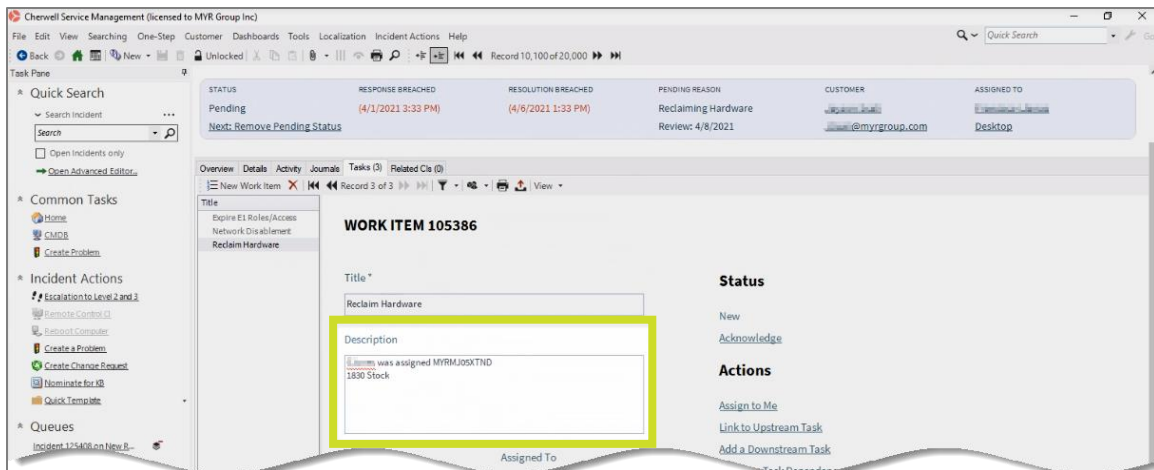 Cherwell Service Management (licensed to MYR Group Inc)
File Edit View Searching One-Step Customer Dashboards Tools Localization Incident Actions Help
Quick Search
Back New Unlocked Record 10,100 of 20,000
Task Pane
Quick Search
Search Incident
Search
Open Incidents only
Open Advanced Editor...
Common Tasks
Home
CMDB
Create Problem
Incident Actions
Escalation to Level 2 and 3
Remote Control CI
Reboot Computer
Create a Problem
Create Change Request
Nominate for KB
Quick Template
Queues
Incident 125408 on New
STATUS RESPONSE BREACHED RESOLUTION BREACHED PENDING REASON CUSTOMER ASSIGNED TO
Pending (4/1/2021 3:33 PM) (4/6/2021 1:33 PM) Reclaiming Hardware
Next: Remove Pending Status Review: 4/8/2021 @myrgroup.com Desktop
Overview Details Activity Journals Tasks (3) Related CIs (0)
New Work Item Record 3 of 3 View
Title
Expire E1 Roles/Access
Network Disablement
Reclaim Hardware
WORK ITEM 105386
Title *
Reclaim Hardware
Description
was assigned MYRMJ05XTND
1830 Stock
Assigned To
Status
New
Acknowledge
Actions
Assign to Me
Link to Upstream Task
Add a Downstream Task